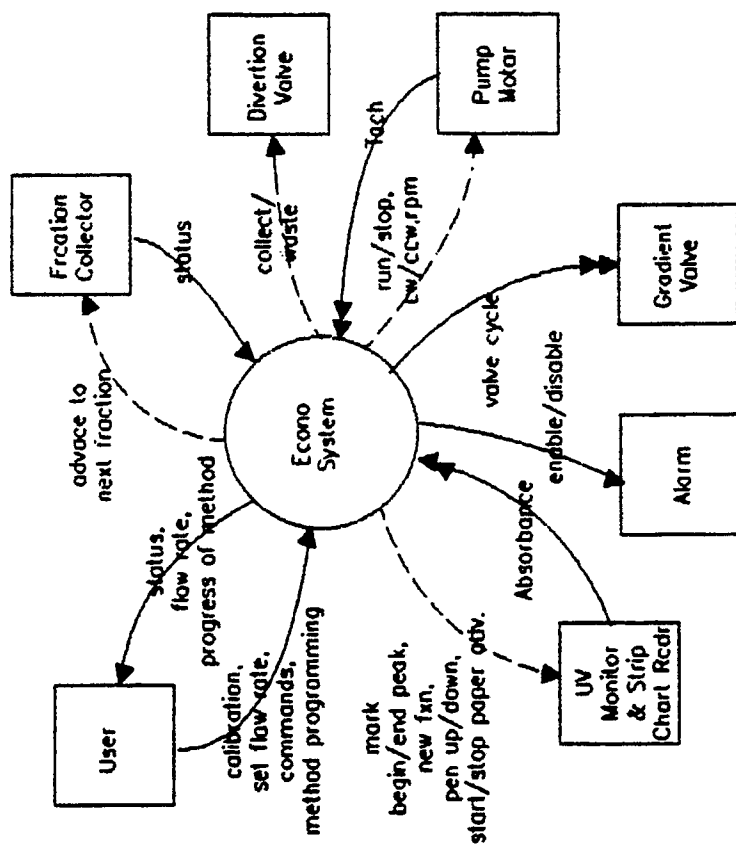 User
Frcation
Collector
Divertion
Valve
Pump
Motar
Gradient
Valve
Alarm
UV
Monitor
& Strip
Chart Rcdr
Econo
System
status,
flow rate,
progress of method
calibration,
set flow rate,
commands,
method programming
advace to
next fraction
status
collect/
waste
Tach
run/stop,
cw/ccw,rpm
valve cycle
enable/disable
Absorbance
mark
begin/end peak,
new fxn,
pen up/down,
start/stop paper adv.